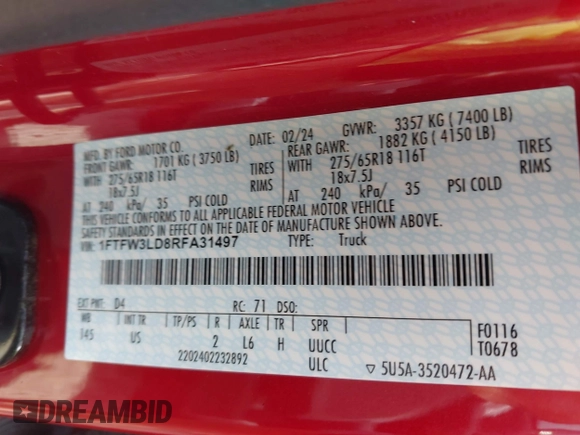 MFD. BY FORD MOTOR CO.
DATE: 02/24 GVWR: 3357 KG ( 7400 LB)
FRONT GAWR: 1701 KG ( 3750 LB) REAR GAWR: 1882 KG ( 4150 LB)
WITH 275/65R18 116T TIRES WITH 275/65R18 116T TIRES
18x7.5J RIMS 18x7.5J RIMS
AT 240 kPa/ 35 PSI COLD AT 240 kPa/ 35 PSI COLD
THIS VEHICLE CONFORMS TO ALL APPLICABLE FEDERAL MOTOR VEHICLE
SAFETY STANDARDS IN EFFECT ON THE DATE OF MANUFACTURE SHOWN ABOVE.
VIN: 1FTFW3LD8RFA31497 TYPE: Truck
EXT PNT: D4 RC: 71 DSO:
WB INT TR TP/PS R AXLE TR SPR F0116
145 US 2 L6 H UUCC T0678
2202402232892 ULC ▽ 5U5A-3520472-AA
DREAMBID